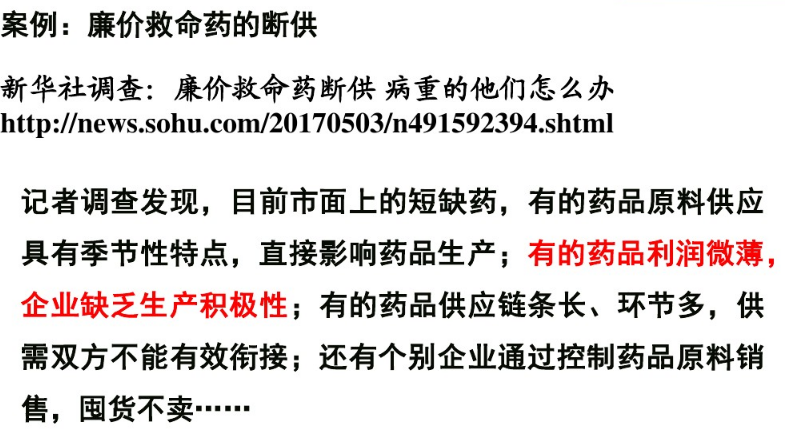 案例：廉价救命药的断供
新华社调查：廉价救命药断供 病重的他们怎么办
http://news.sohu.com/20170503/n491592394.shtml
记者调查发现，目前市面上的短缺药，有的药品原料供应
具有季节性特点，直接影响药品生产；有的药品利润微薄，
企业缺乏生产积极性；有的药品供应链条长、环节多，供
需双方不能有效衔接；还有个别企业通过控制药品原料销
售，囤货不卖……